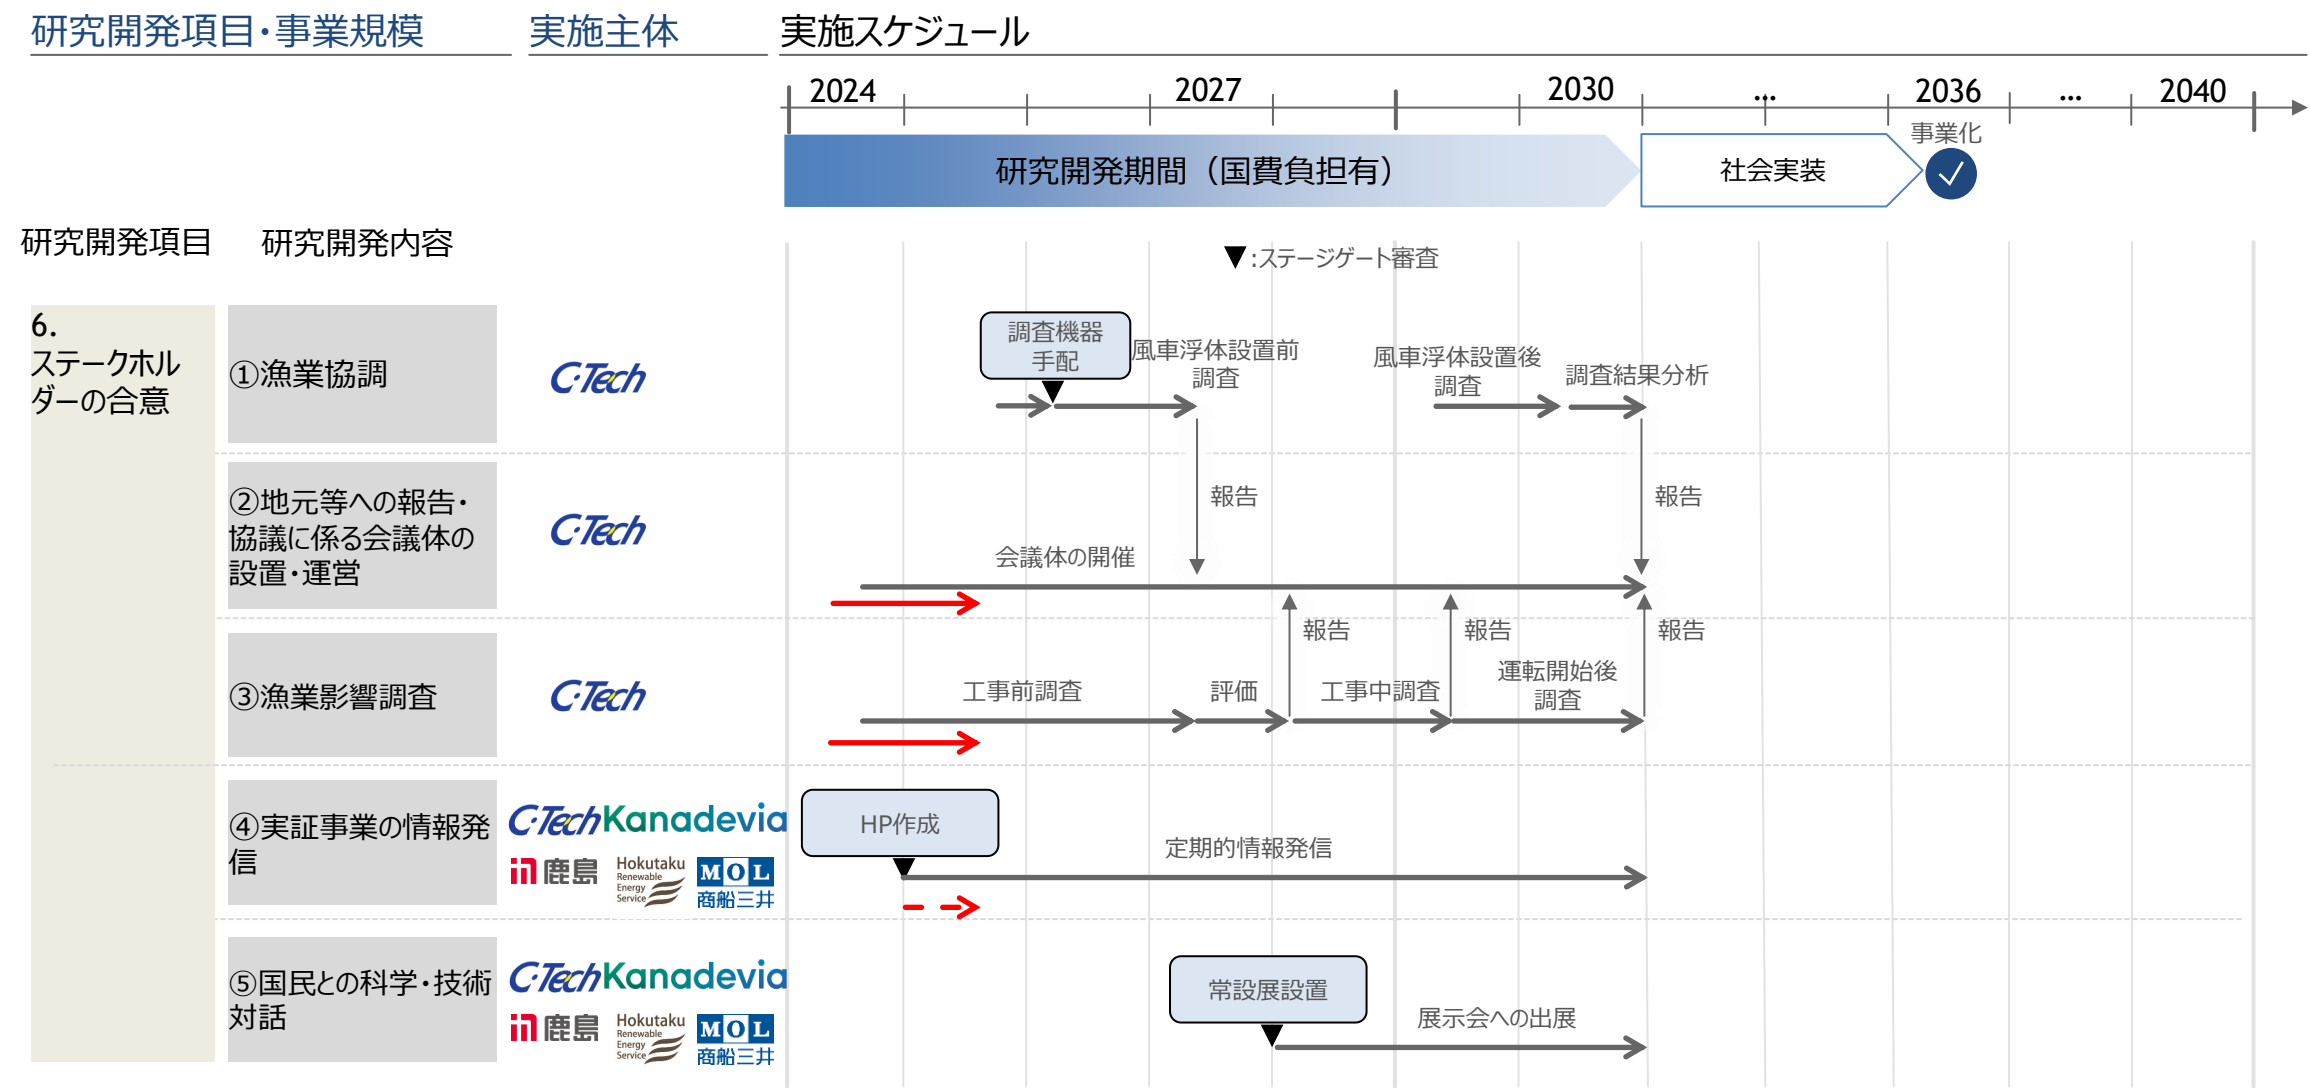 研究開発項目・事業規模
実施主体
実施スケジュール
2024
2027
2030
…
2036
…
2040
事業化
研究開発期間（国費負担有）
社会実装
研究開発項目
研究開発内容
▼:ステージゲート審査
6.
ステークホル
ダーの合意
①漁業協調
C-Tech
調査機器
手配
風車浮体設置前
調査
風車浮体設置後
調査
調査結果分析
②地元等への報告・
協議に係る会議体の
設置・運営
C-Tech
報告
報告
会議体の開催
③漁業影響調査
C-Tech
報告
報告
報告
工事前調査
評価
工事中調査
運転開始後
調査
④実証事業の情報発
信
C-Tech
Kanadevia
鹿島
Hokutaku
Renewable
Energy
Service
MOL
商船三井
HP作成
定期的情報発信
⑤国民との科学・技術
対話
C-Tech
Kanadevia
鹿島
Hokutaku
Renewable
Energy
Service
MOL
商船三井
常設展設置
展示会への出展